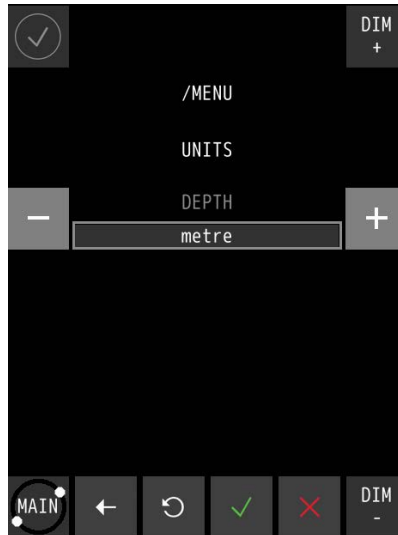 DIM
+
/MENU
UNITS
DEPTH
− +
metre
MAIN
DIM
-